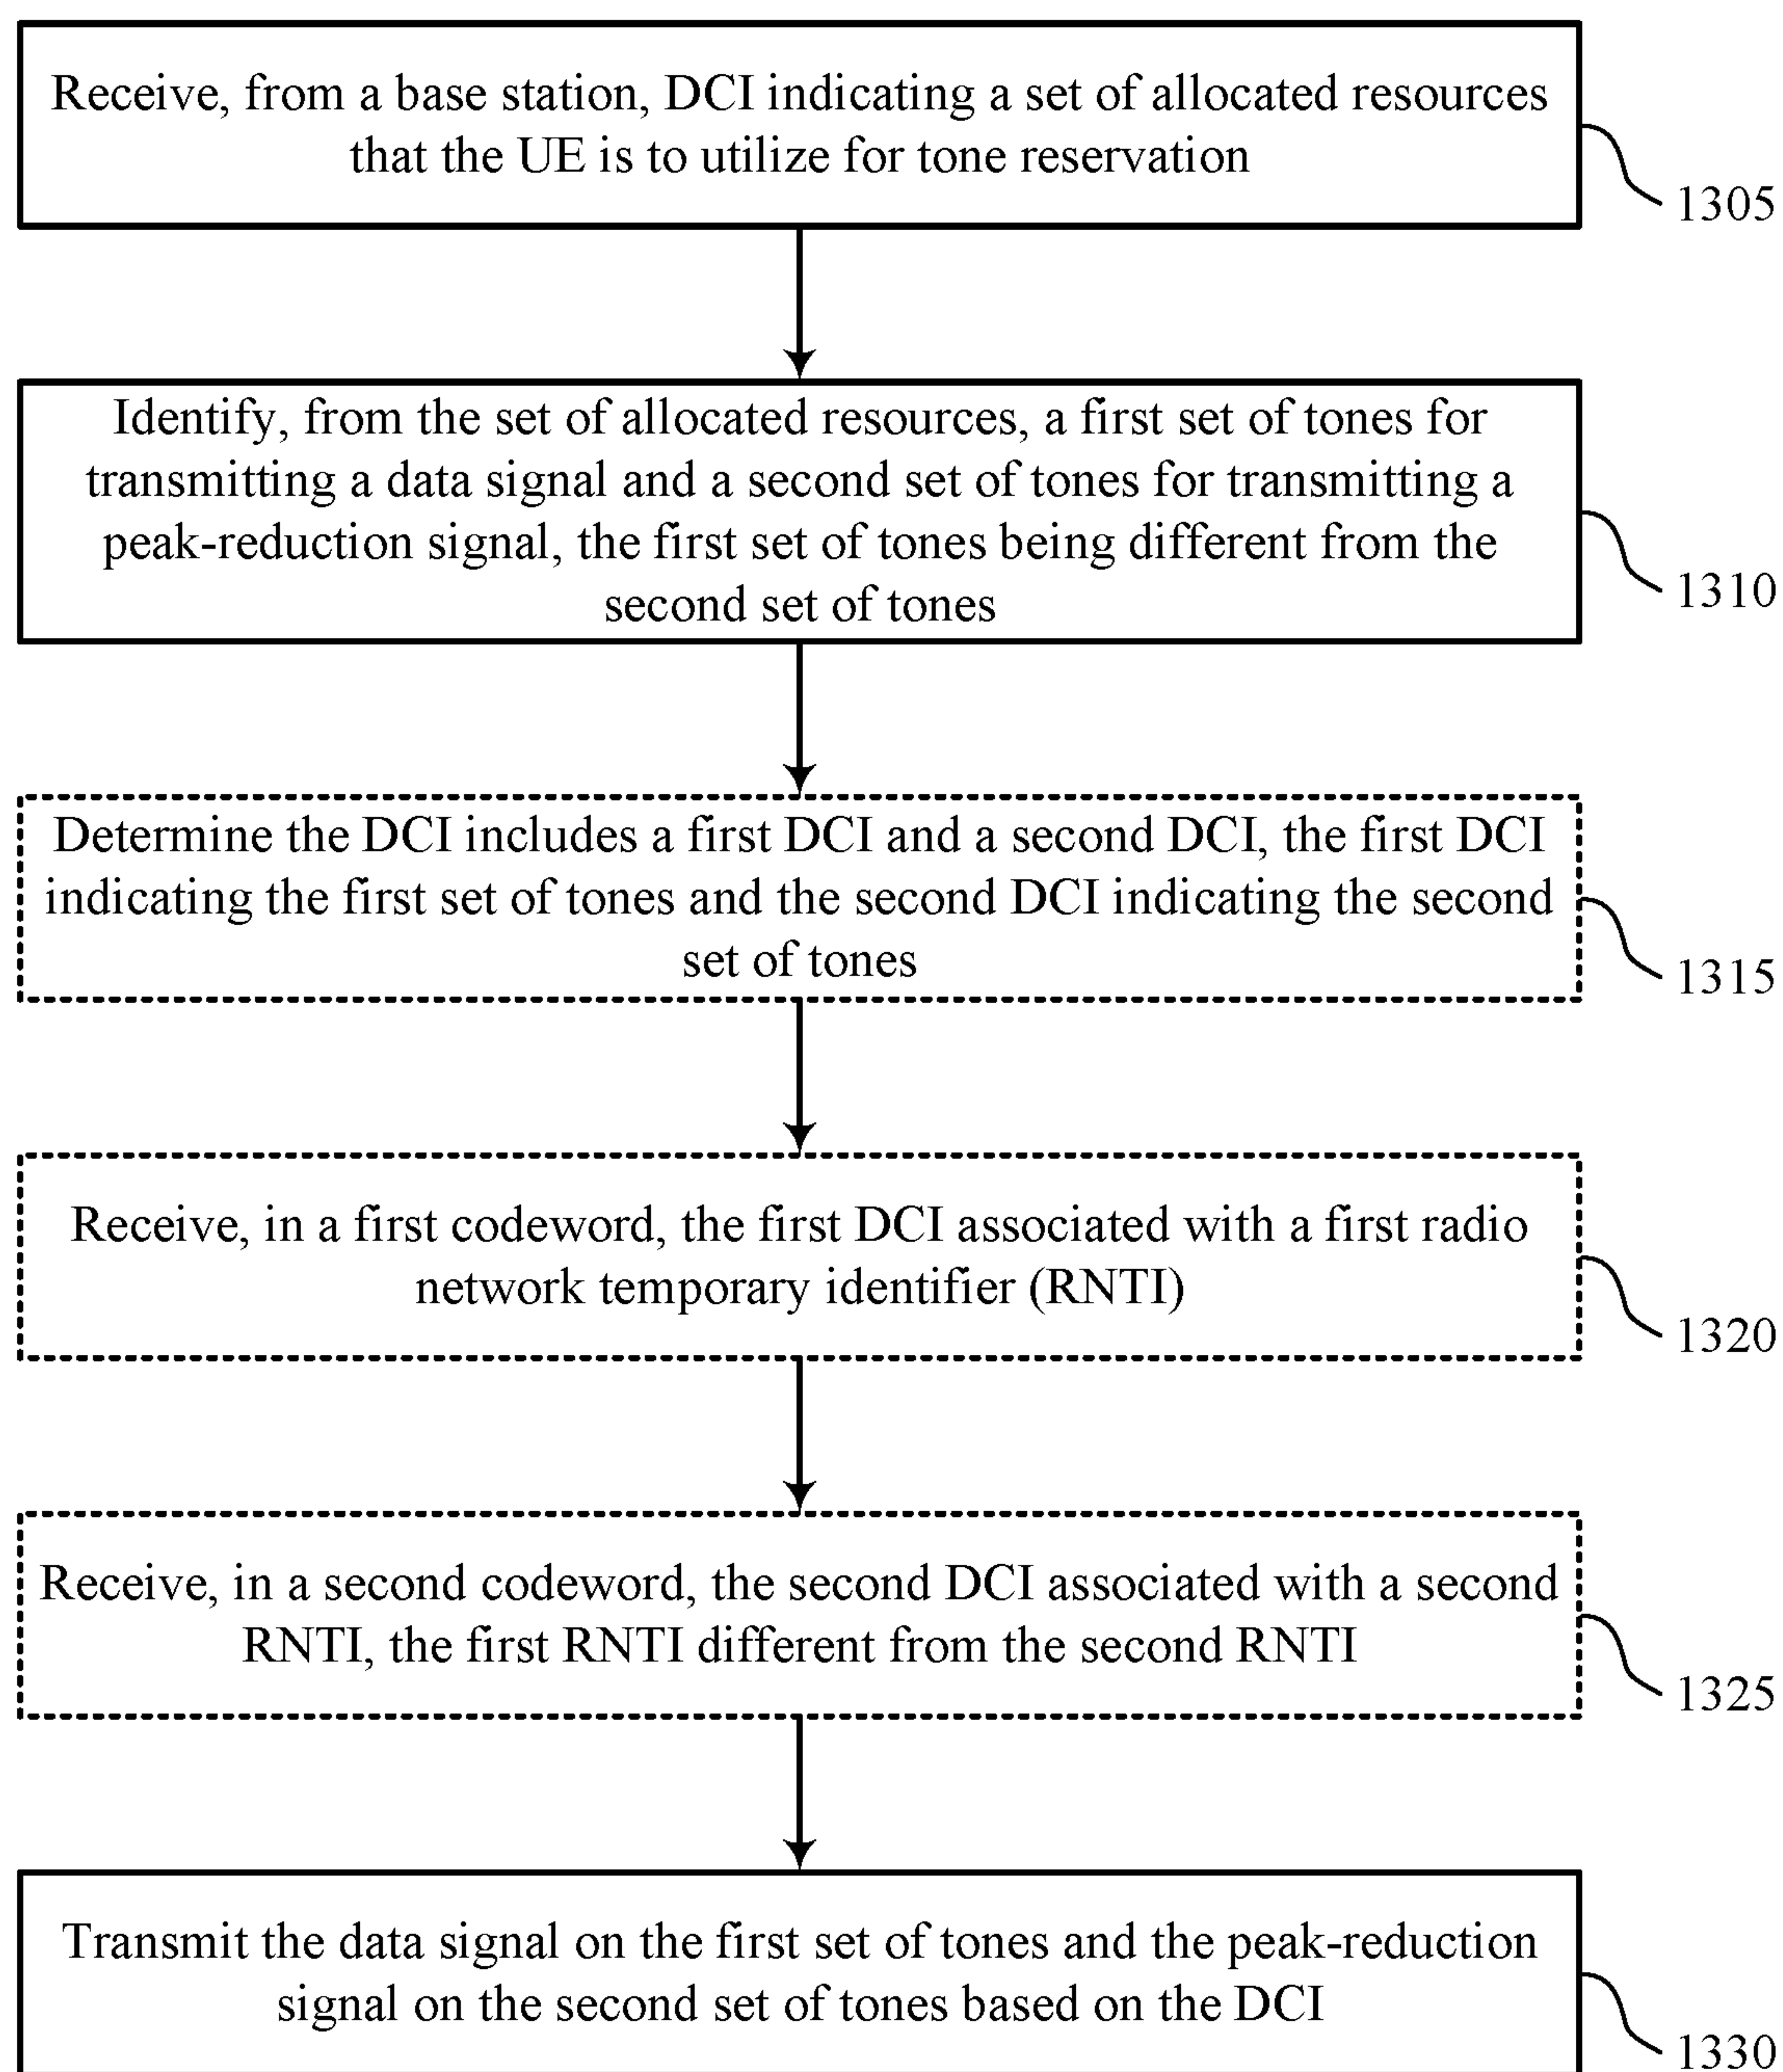 Receive, from a base station, DCI indicating a set of allocated resources
that the UE is to utilize for tone reservation
1305
Identify, from the set of allocated resources, a first set of tones for
transmitting a data signal and a second set of tones for transmitting a
peak-reduction signal, the first set of tones being different from the
second set of tones
1310
Determine the DCI includes a first DCI and a second DCI, the first DCI
indicating the first set of tones and the second DCI indicating the second
set of tones
1315
Receive, in a first codeword, the first DCI associated with a first radio
network temporary identifier (RNTI)
1320
Receive, in a second codeword, the second DCI associated with a second
RNTI, the first RNTI different from the second RNTI
1325
Transmit the data signal on the first set of tones and the peak-reduction
signal on the second set of tones based on the DCI
1330